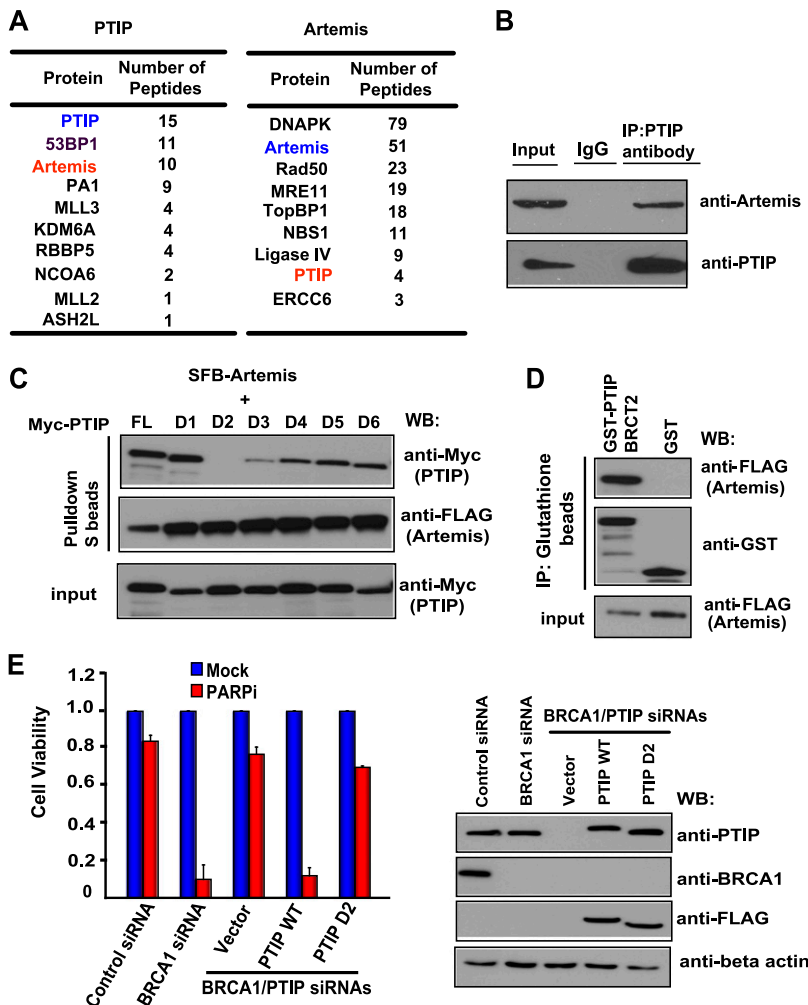 A
PTIP
Artemis
Protein
Number of Peptides
Protein
Number of Peptides
PTIP 15
53BP1 11
Artemis 10
PA1 9
MLL3 4
KDM6A 4
RBBP5 4
NCOA6 2
MLL2 1
ASH2L 1
DNAPK 79
Artemis 51
Rad50 23
MRE11 19
TopBP1 18
NBS1 11
Ligase IV 9
PTIP 4
ERCC6 3
B
Input
IgG
IP:PTIP
antibody
anti-Artemis
anti-PTIP
C
SFB-Artemis
+
Myc-PTIP FL D1 D2 D3 D4 D5 D6 WB:
Pulldown
S beads
anti-Myc
(PTIP)
anti-FLAG
(Artemis)
input
anti-Myc
(PTIP)
D
GST-PTIP
BRCT2
GST
WB:
IP: Glutathione
beads
anti-FLAG
(Artemis)
anti-GST
input
anti-FLAG
(Artemis)
E
Mock
PARPi
Cell Viability
1.2
1.0
0.8
0.6
0.4
0.2
0
Control siRNA
BRCA1 siRNA
Vector
PTIP WT
PTIP D2
BRCA1/PTIP siRNAs
Control siRNA
BRCA1 siRNA
BRCA1/PTIP siRNAs
Vector
PTIP WT
PTIP D2
WB:
anti-PTIP
anti-BRCA1
anti-FLAG
anti-beta actin